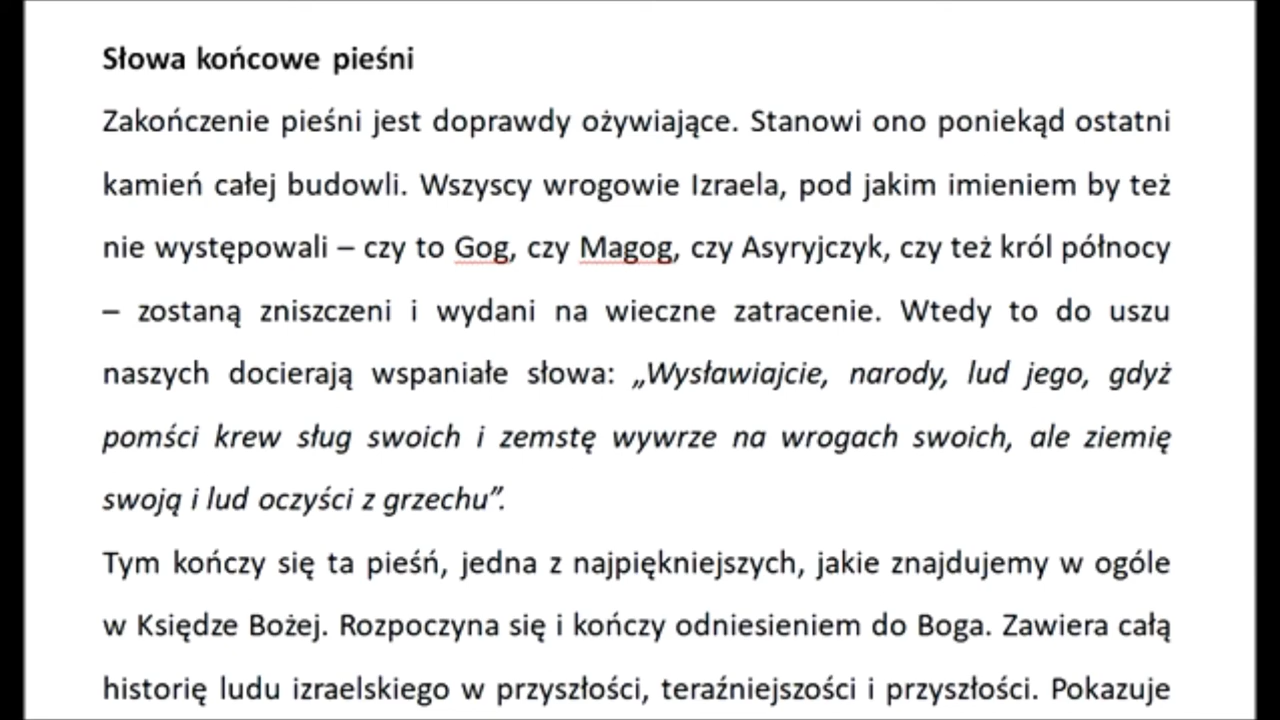 Słowa końcowe pieśni
Zakończenie pieśni jest doprawdy ożywiające. Stanowi ono poniekąd ostatni
kamień całej budowli. Wszyscy wrogowie Izraela, pod jakim imieniem by też
nie występowali – czy to Gog, czy Magog, czy Asyryjczyk, czy też król północy
– zostaną zniszczeni i wydani na wieczne zatracenie. Wtedy to do uszu
naszych docierają wspaniałe słowa: „Wysławiajcie, narody, lud jego, gdyż
pomści krew sług swoich i zemstę wywrze na wrogach swoich, ale ziemię
swoją i lud oczyści z grzechu”.
Tym kończy się ta pieśń, jedna z najpiękniejszych, jakie znajdujemy w ogóle
w Księdze Bożej. Rozpoczyna się i kończy odniesieniem do Boga. Zawiera całą
historię ludu izraelskiego w przyszłości, teraźniejszości i przyszłości. Pokazuje